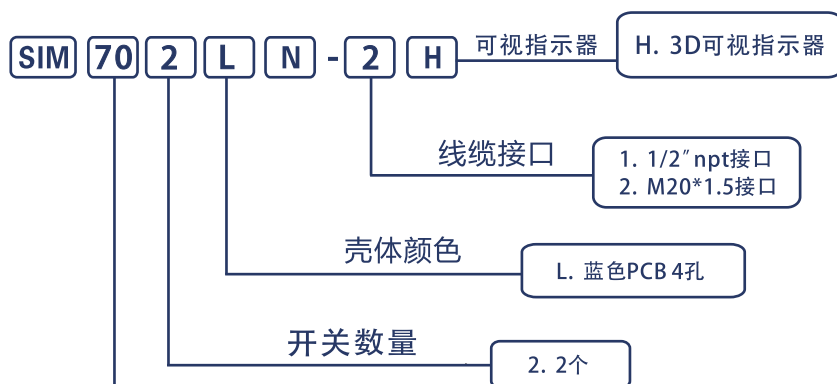 SIM 70 2 L N - 2 H
可视指示器
H. 3D可视指示器
线缆接口
1. 1/2″npt接口
2. M20*1.5接口
壳体颜色
L. 蓝色PCB 4孔
开关数量
2. 2个